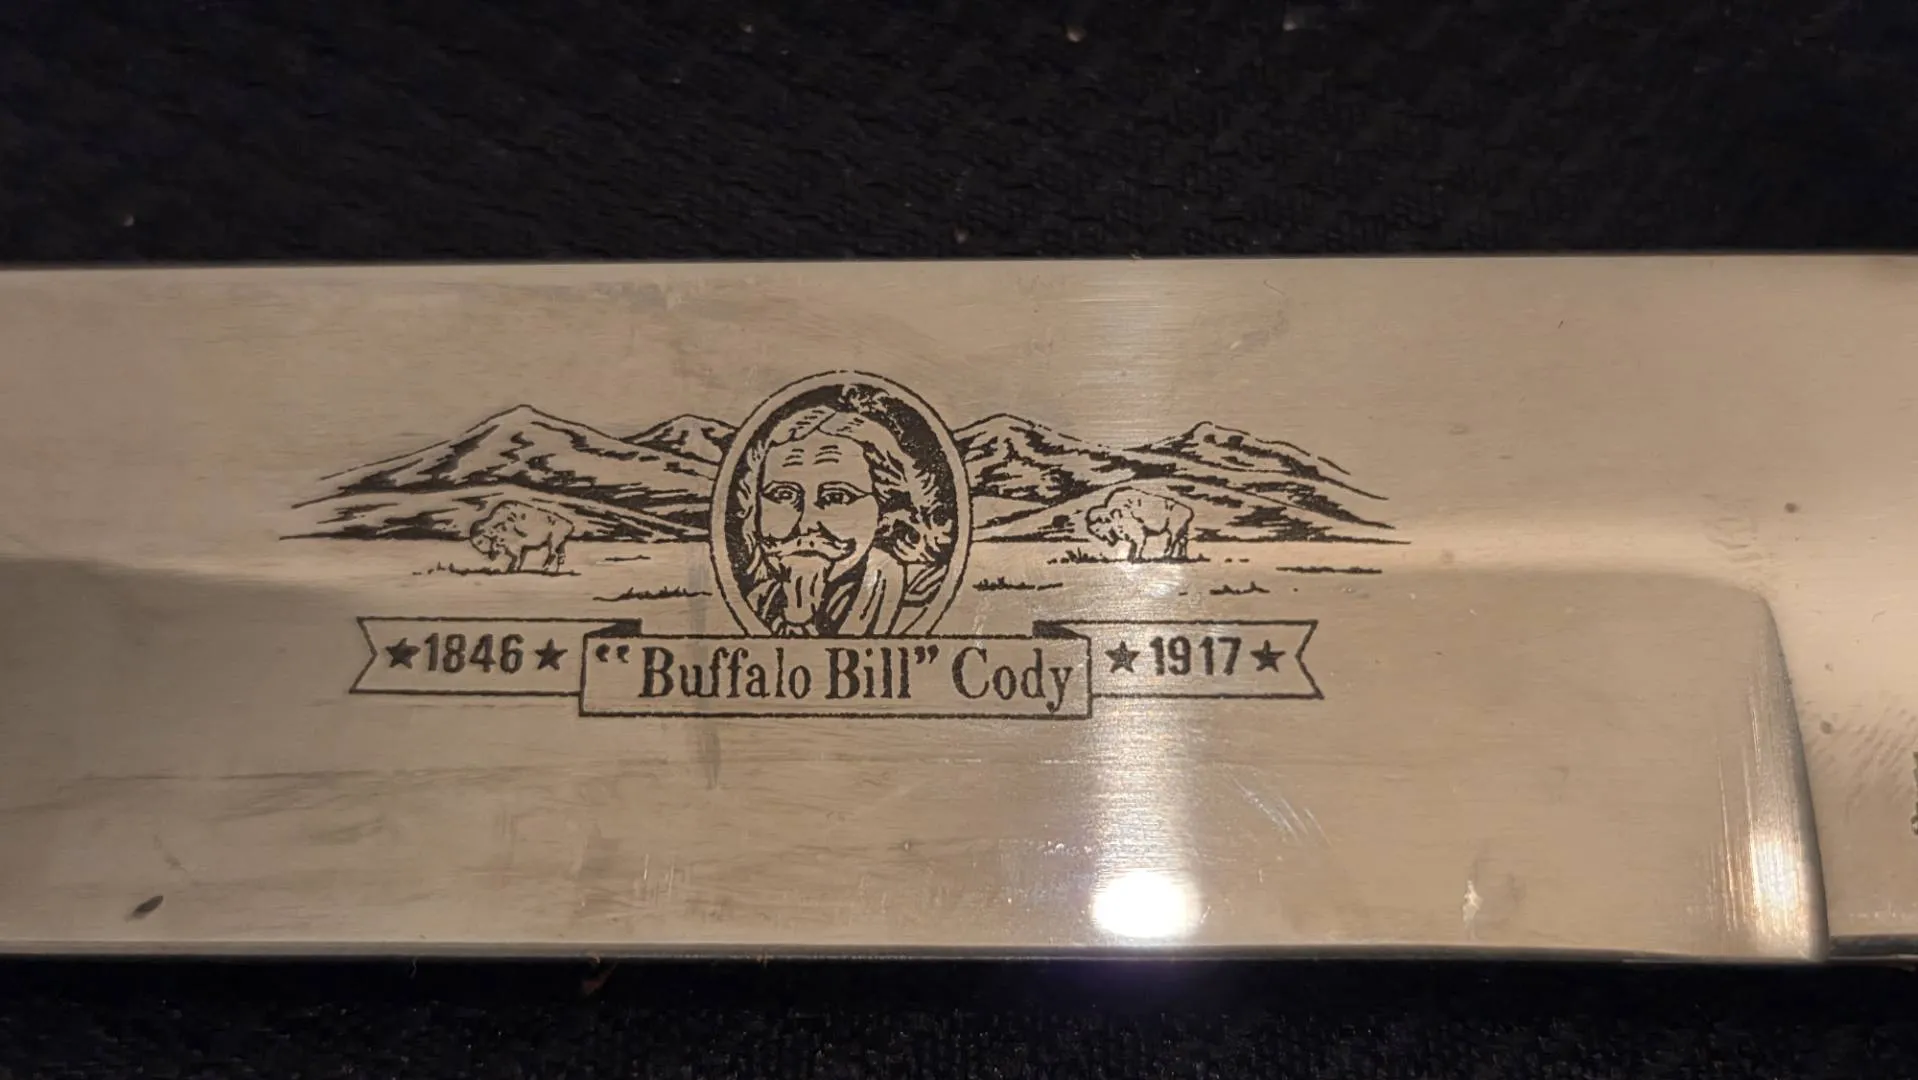 ★1846★ “Buffalo Bill” Cody ★1917★